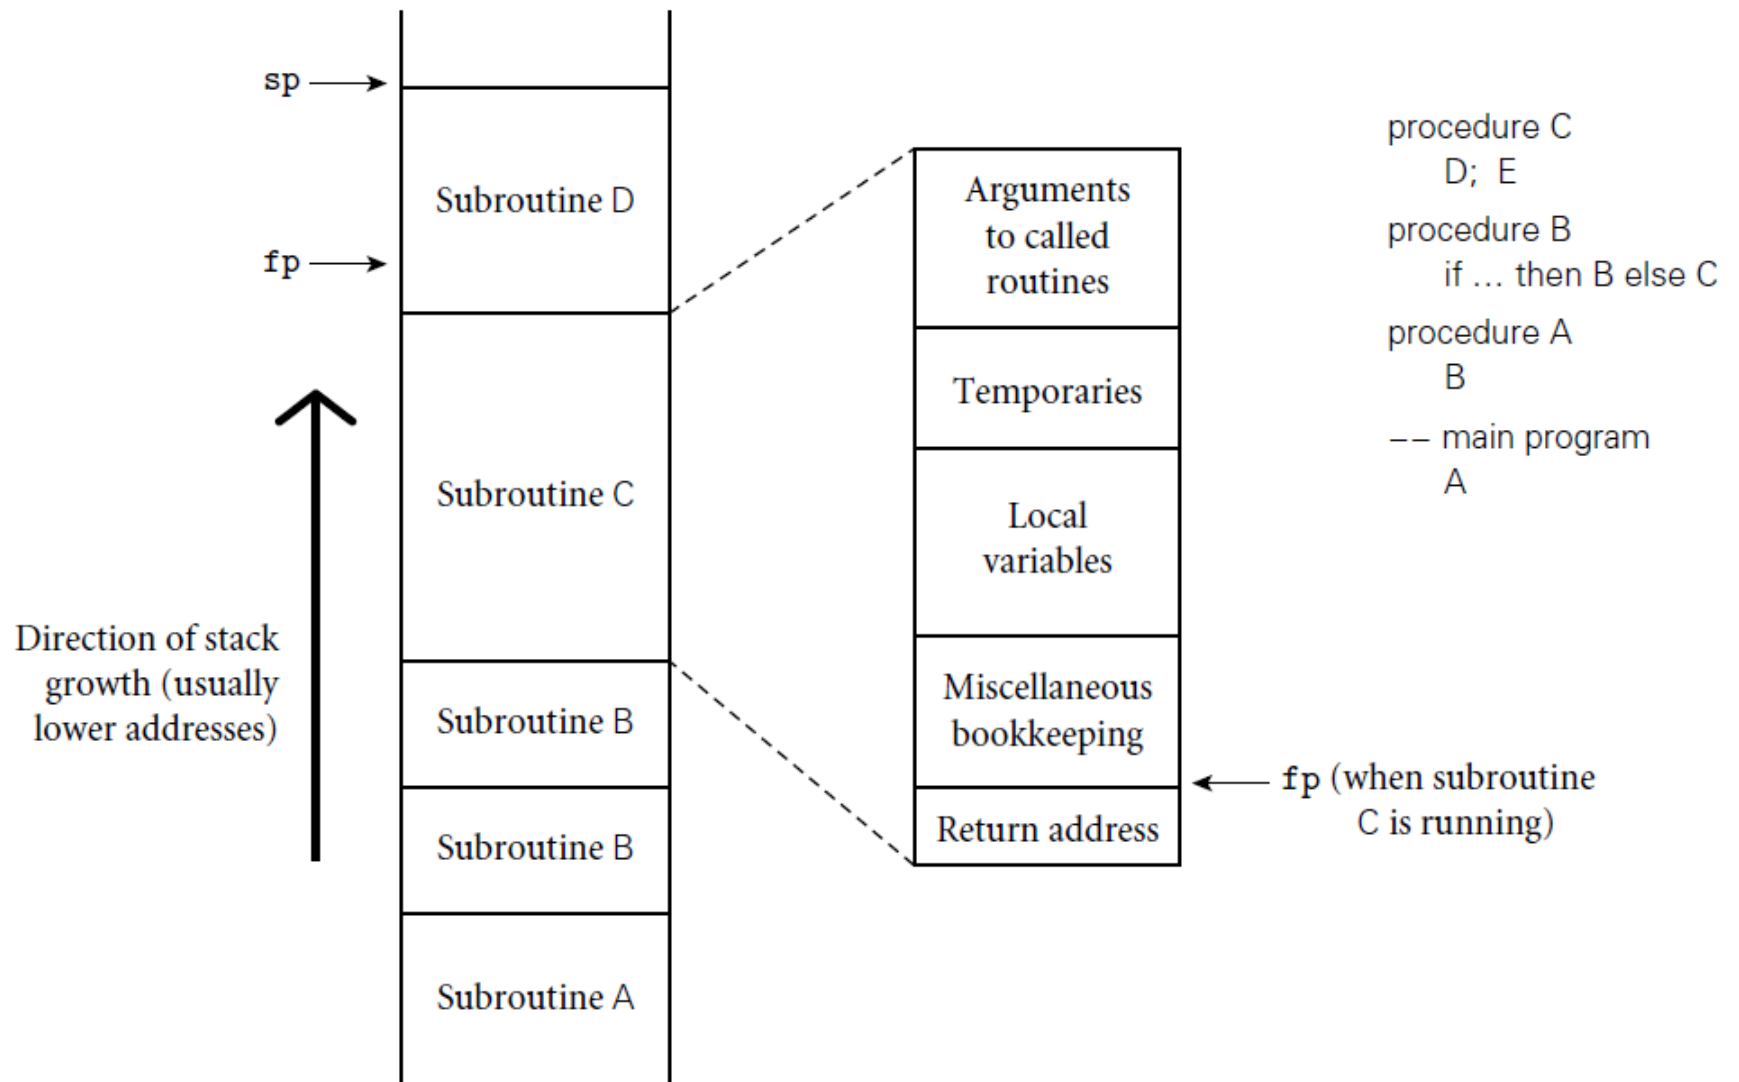 sp
Subroutine D
fp
Subroutine C
Direction of stack
growth (usually
lower addresses)
Subroutine B
Subroutine B
Subroutine A
Arguments
to called
routines
Temporaries
Local
variables
Miscellaneous
bookkeeping
Return address
fp (when subroutine
C is running)
procedure C
D; E
procedure B
if ... then B else C
procedure A
B
-- main program
A